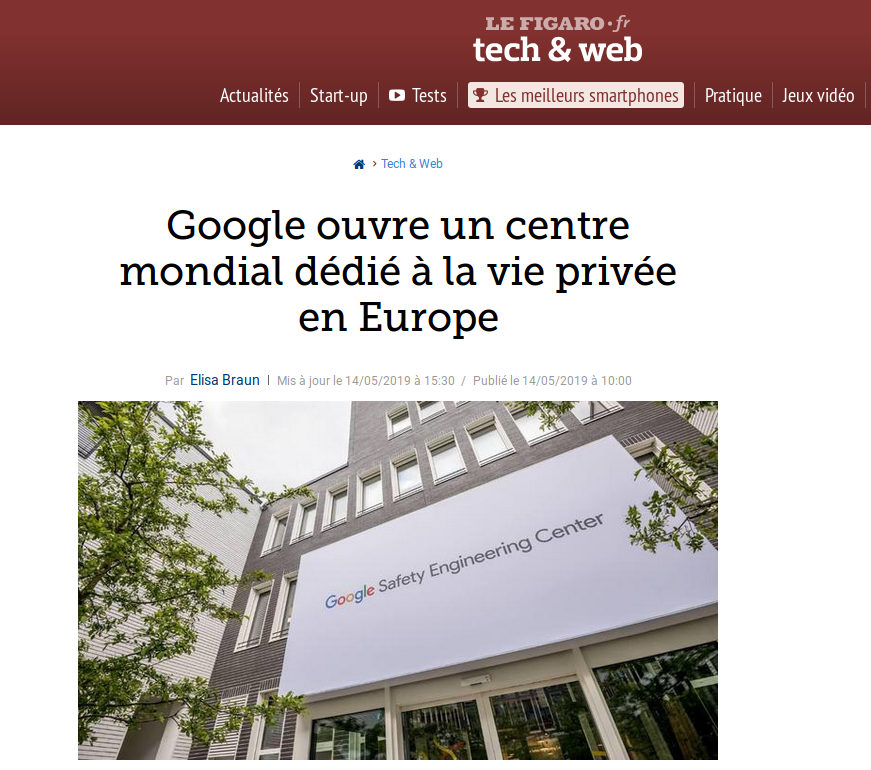 LE FIGARO·fr
tech & web
Actualités
Start-up
Tests
Les meilleurs smartphones
Pratique
Jeux vidéo
Tech & Web
Google ouvre un centre
mondial dédié à la vie privée
en Europe
Par Elisa Braun | Mis à jour le 14/05/2019 à 15:30 / Publié le 14/05/2019 à 10:00
Google Safety Engineering Center